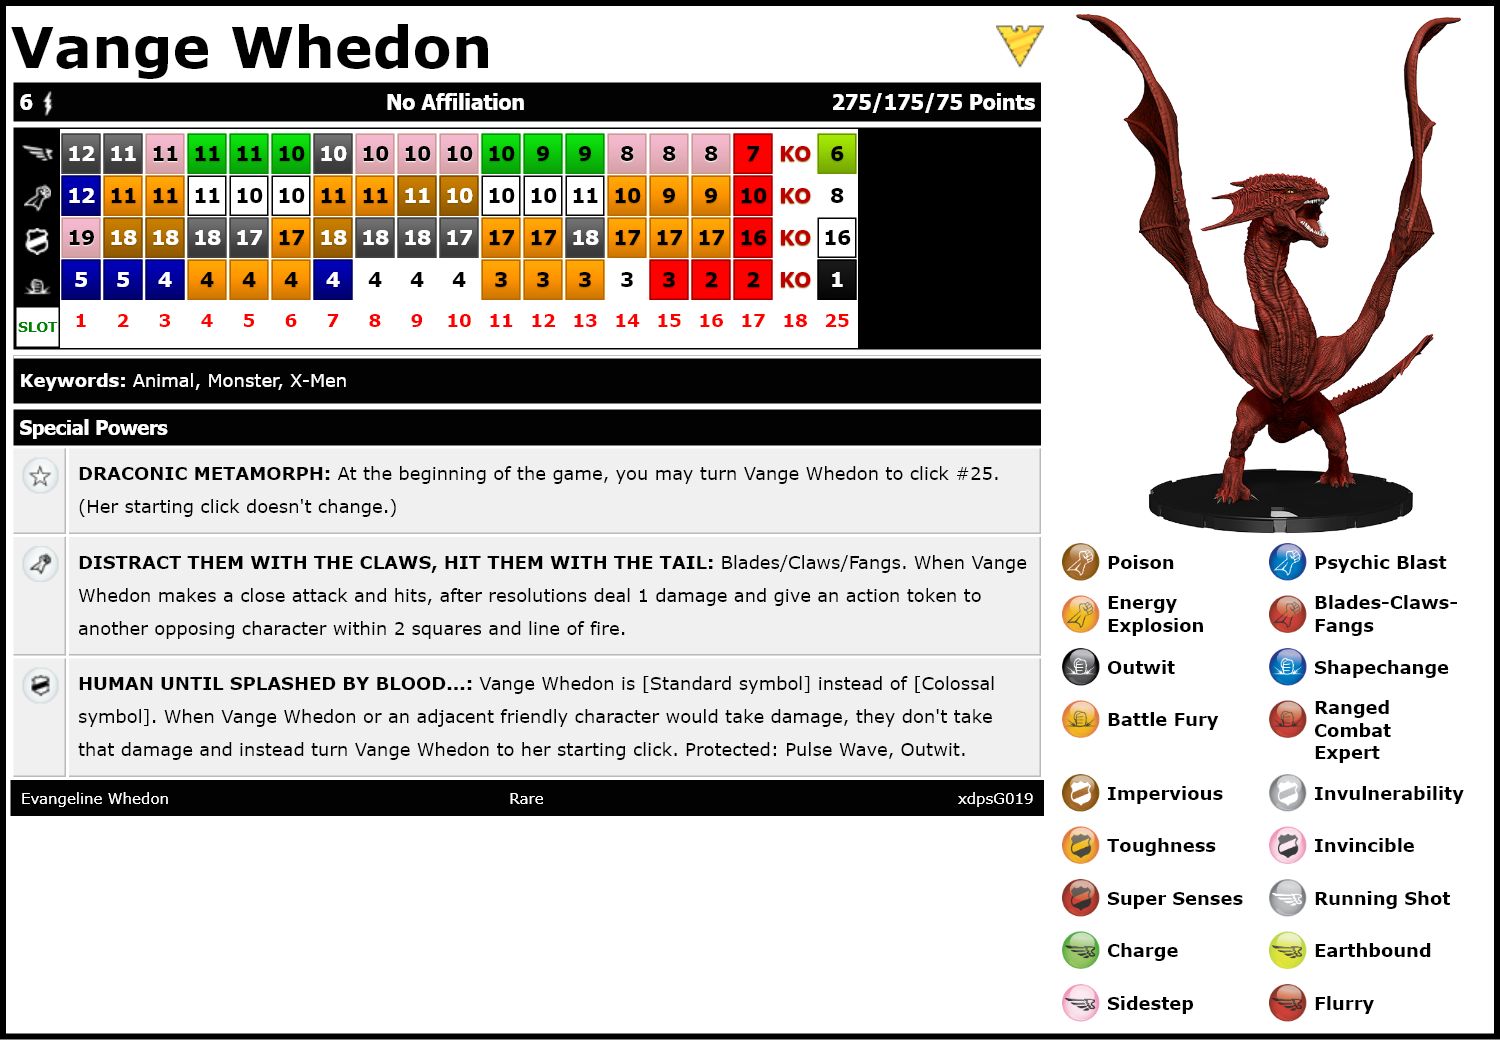 Vange Whedon
6 No Affiliation 275/175/75 Points
12 11 11 11 11 10 10 10 10 10 10 9 9 8 8 8 7 KO 6
12 11 11 11 10 10 11 11 11 10 10 10 11 10 9 9 10 KO 8
19 18 18 18 17 17 18 18 18 17 17 17 18 17 17 17 16 KO 16
5 5 4 4 4 4 4 4 4 4 3 3 3 3 3 2 2 KO 1
SLOT 1 2 3 4 5 6 7 8 9 10 11 12 13 14 15 16 17 18 25
Keywords: Animal, Monster, X-Men
Special Powers
DRACONIC METAMORPH: At the beginning of the game, you may turn Vange Whedon to click #25.
(Her starting click doesn't change.)
DISTRACT THEM WITH THE CLAWS, HIT THEM WITH THE TAIL: Blades/Claws/Fangs. When Vange
Whedon makes a close attack and hits, after resolutions deal 1 damage and give an action token to
another opposing character within 2 squares and line of fire.
HUMAN UNTIL SPLASHED BY BLOOD...: Vange Whedon is [Standard symbol] instead of [Colossal
symbol]. When Vange Whedon or an adjacent friendly character would take damage, they don't take
that damage and instead turn Vange Whedon to her starting click. Protected: Pulse Wave, Outwit.
Evangeline Whedon Rare xdpsG019
Poison Psychic Blast
Energy
Explosion
Blades-Claws-
Fangs
Outwit Shapechange
Battle Fury
Ranged
Combat
Expert
Impervious Invulnerability
Toughness Invincible
Super Senses Running Shot
Charge Earthbound
Sidestep Flurry